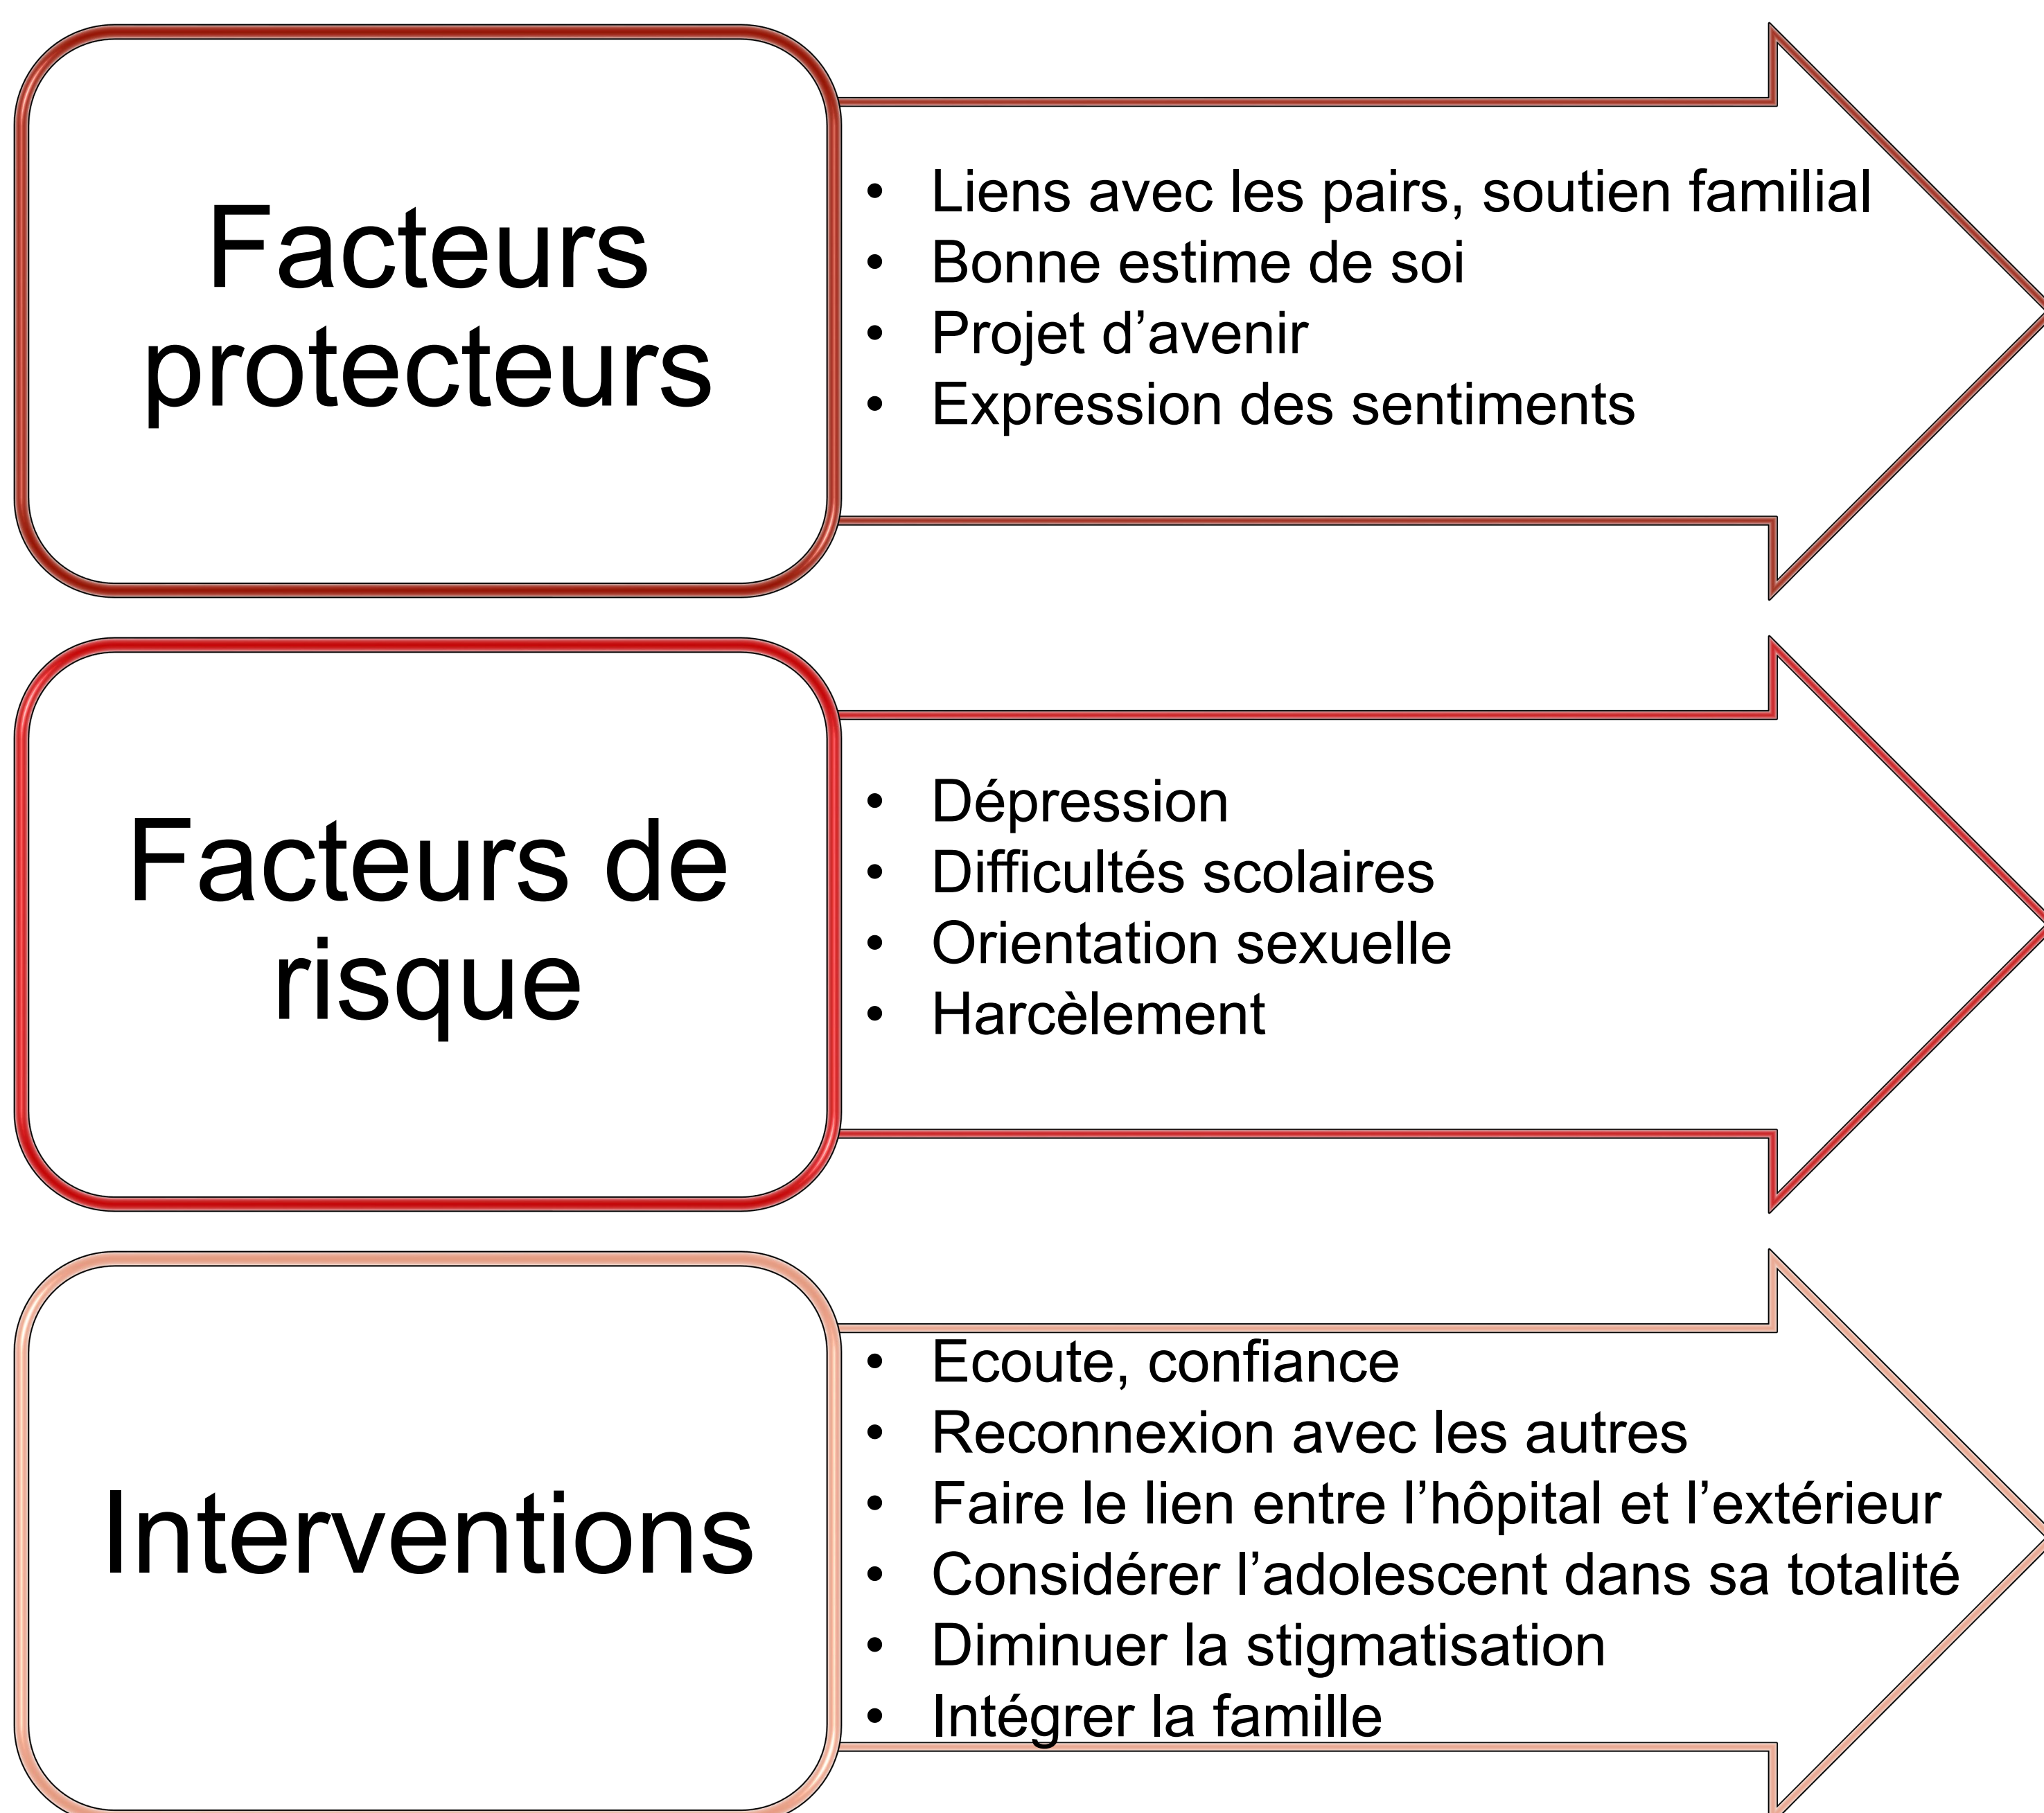 Facteurs
protecteurs
• Liens avec les pairs, soutien familial
• Bonne estime de soi
• Projet d’avenir
• Expression des sentiments
Facteurs de
risque
• Dépression
• Difficultés scolaires
• Orientation sexuelle
• Harcèlement
Interventions
• Ecoute, confiance
• Reconnexion avec les autres
• Faire le lien entre l’hôpital et l’extérieur
• Considérer l’adolescent dans sa totalité
• Diminuer la stigmatisation
• Intégrer la famille